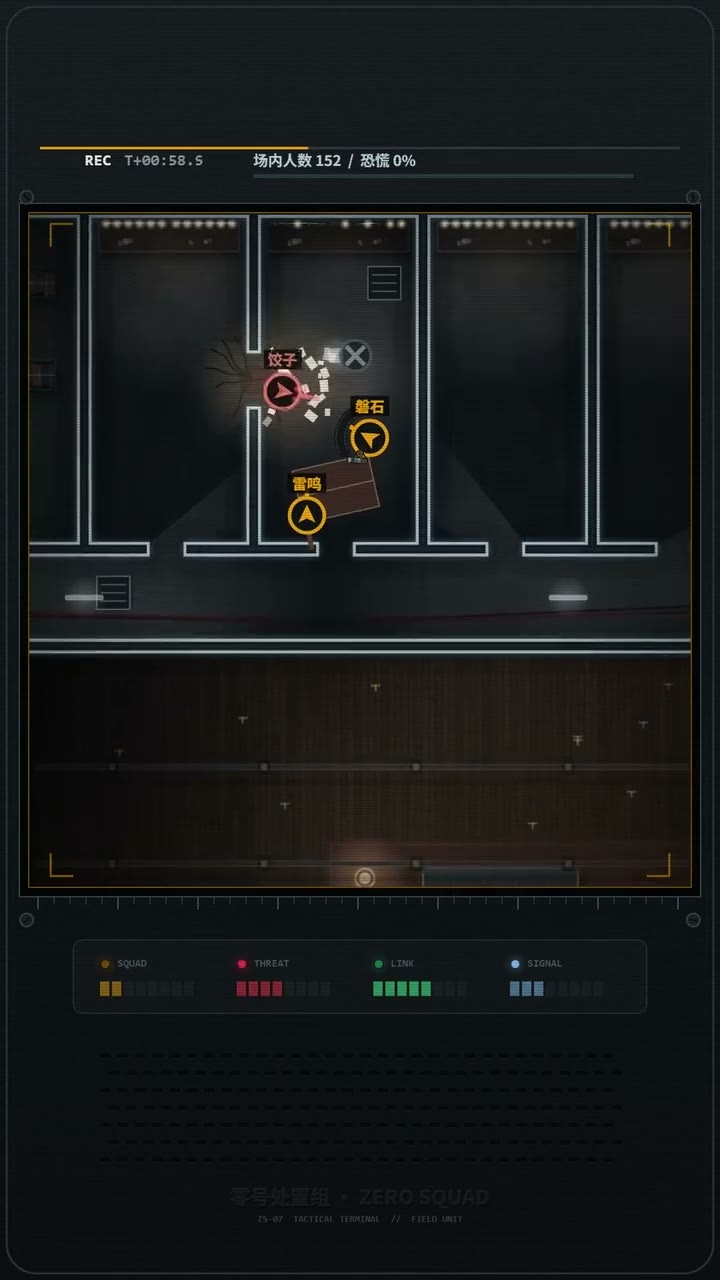 REC T+00:58.S 场内人数 152 / 恐慌 0%
饺子
磐石
雷鸣
SQUAD THREAT LINK SIGNAL
零号处置组 · ZERO SQUAD
ZS-07 TACTICAL TERMINAL // FIELD UNIT